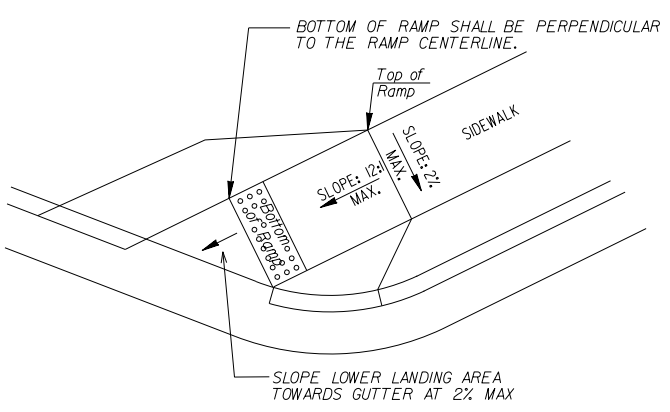 BOTTOM OF RAMP SHALL BE PERPENDICULAR
TO THE RAMP CENTERLINE.
Top of
Ramp
SIDEWALK
SLOPE: 2%
MAX.
SLOPE: 12:1
MAX.
Bottom
of Ramp
SLOPE LOWER LANDING AREA
TOWARDS GUTTER AT 2% MAX